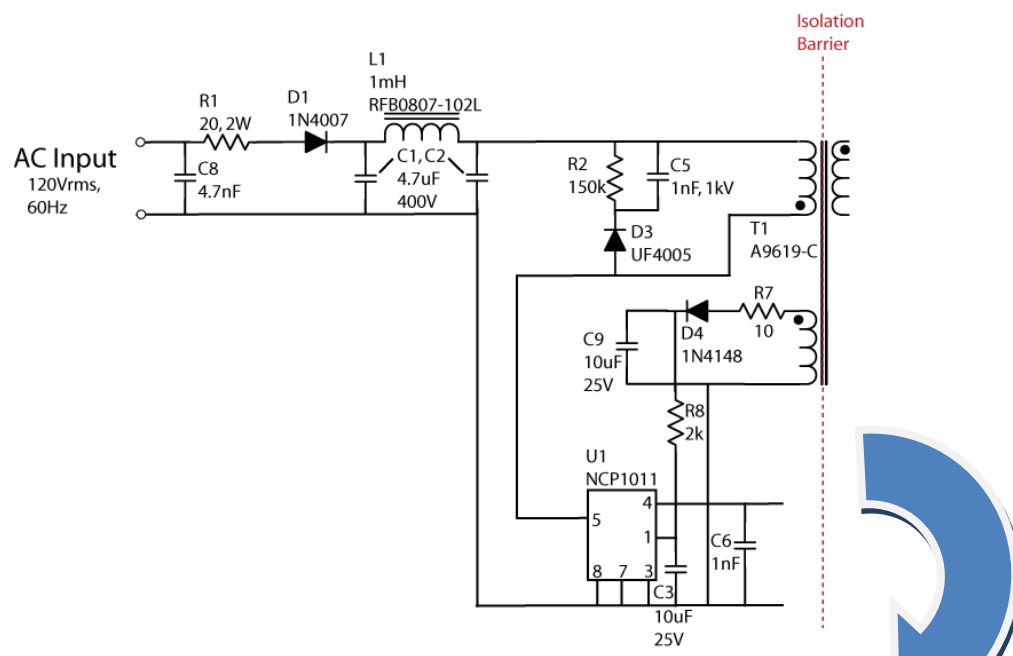 Isolation
Barrier
L1
1mH
RFB0807-102L
R1
20, 2W
D1
1N4007
AC Input
120Vrms,
60Hz
C8
4.7nF
C1, C2
4.7uF
400V
R2
150k
C5
1nF, 1kV
D3
UF4005
T1
A9619-C
R7
10
D4
1N4148
C9
10uF
25V
R8
2k
U1
NCP1011
4
5
1
8 7 3
C6
1nF
C3
10uF
25V